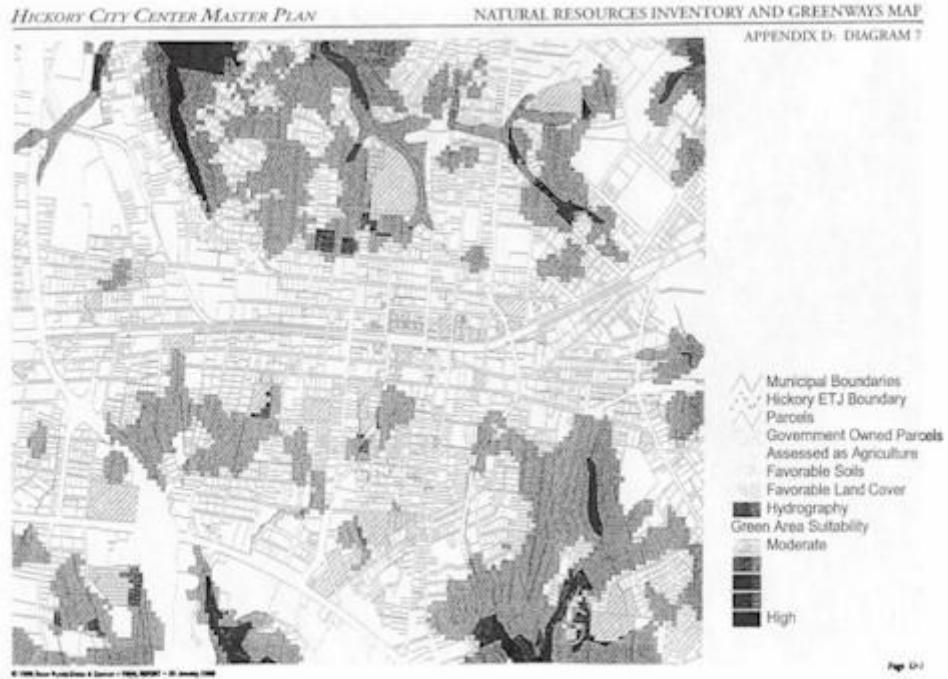 HICKORY CITY CENTER MASTER PLAN
NATURAL RESOURCES INVENTORY AND GREENWAYS MAP
APPENDIX D: DIAGRAM 7
Municipal Boundaries
Hickory ETJ Boundary
Parcels
Government Owned Parcels
Assessed as Agriculture
Favorable Soils
Favorable Land Cover
Hydrography
Green Area Suitability
Moderate
High
Page